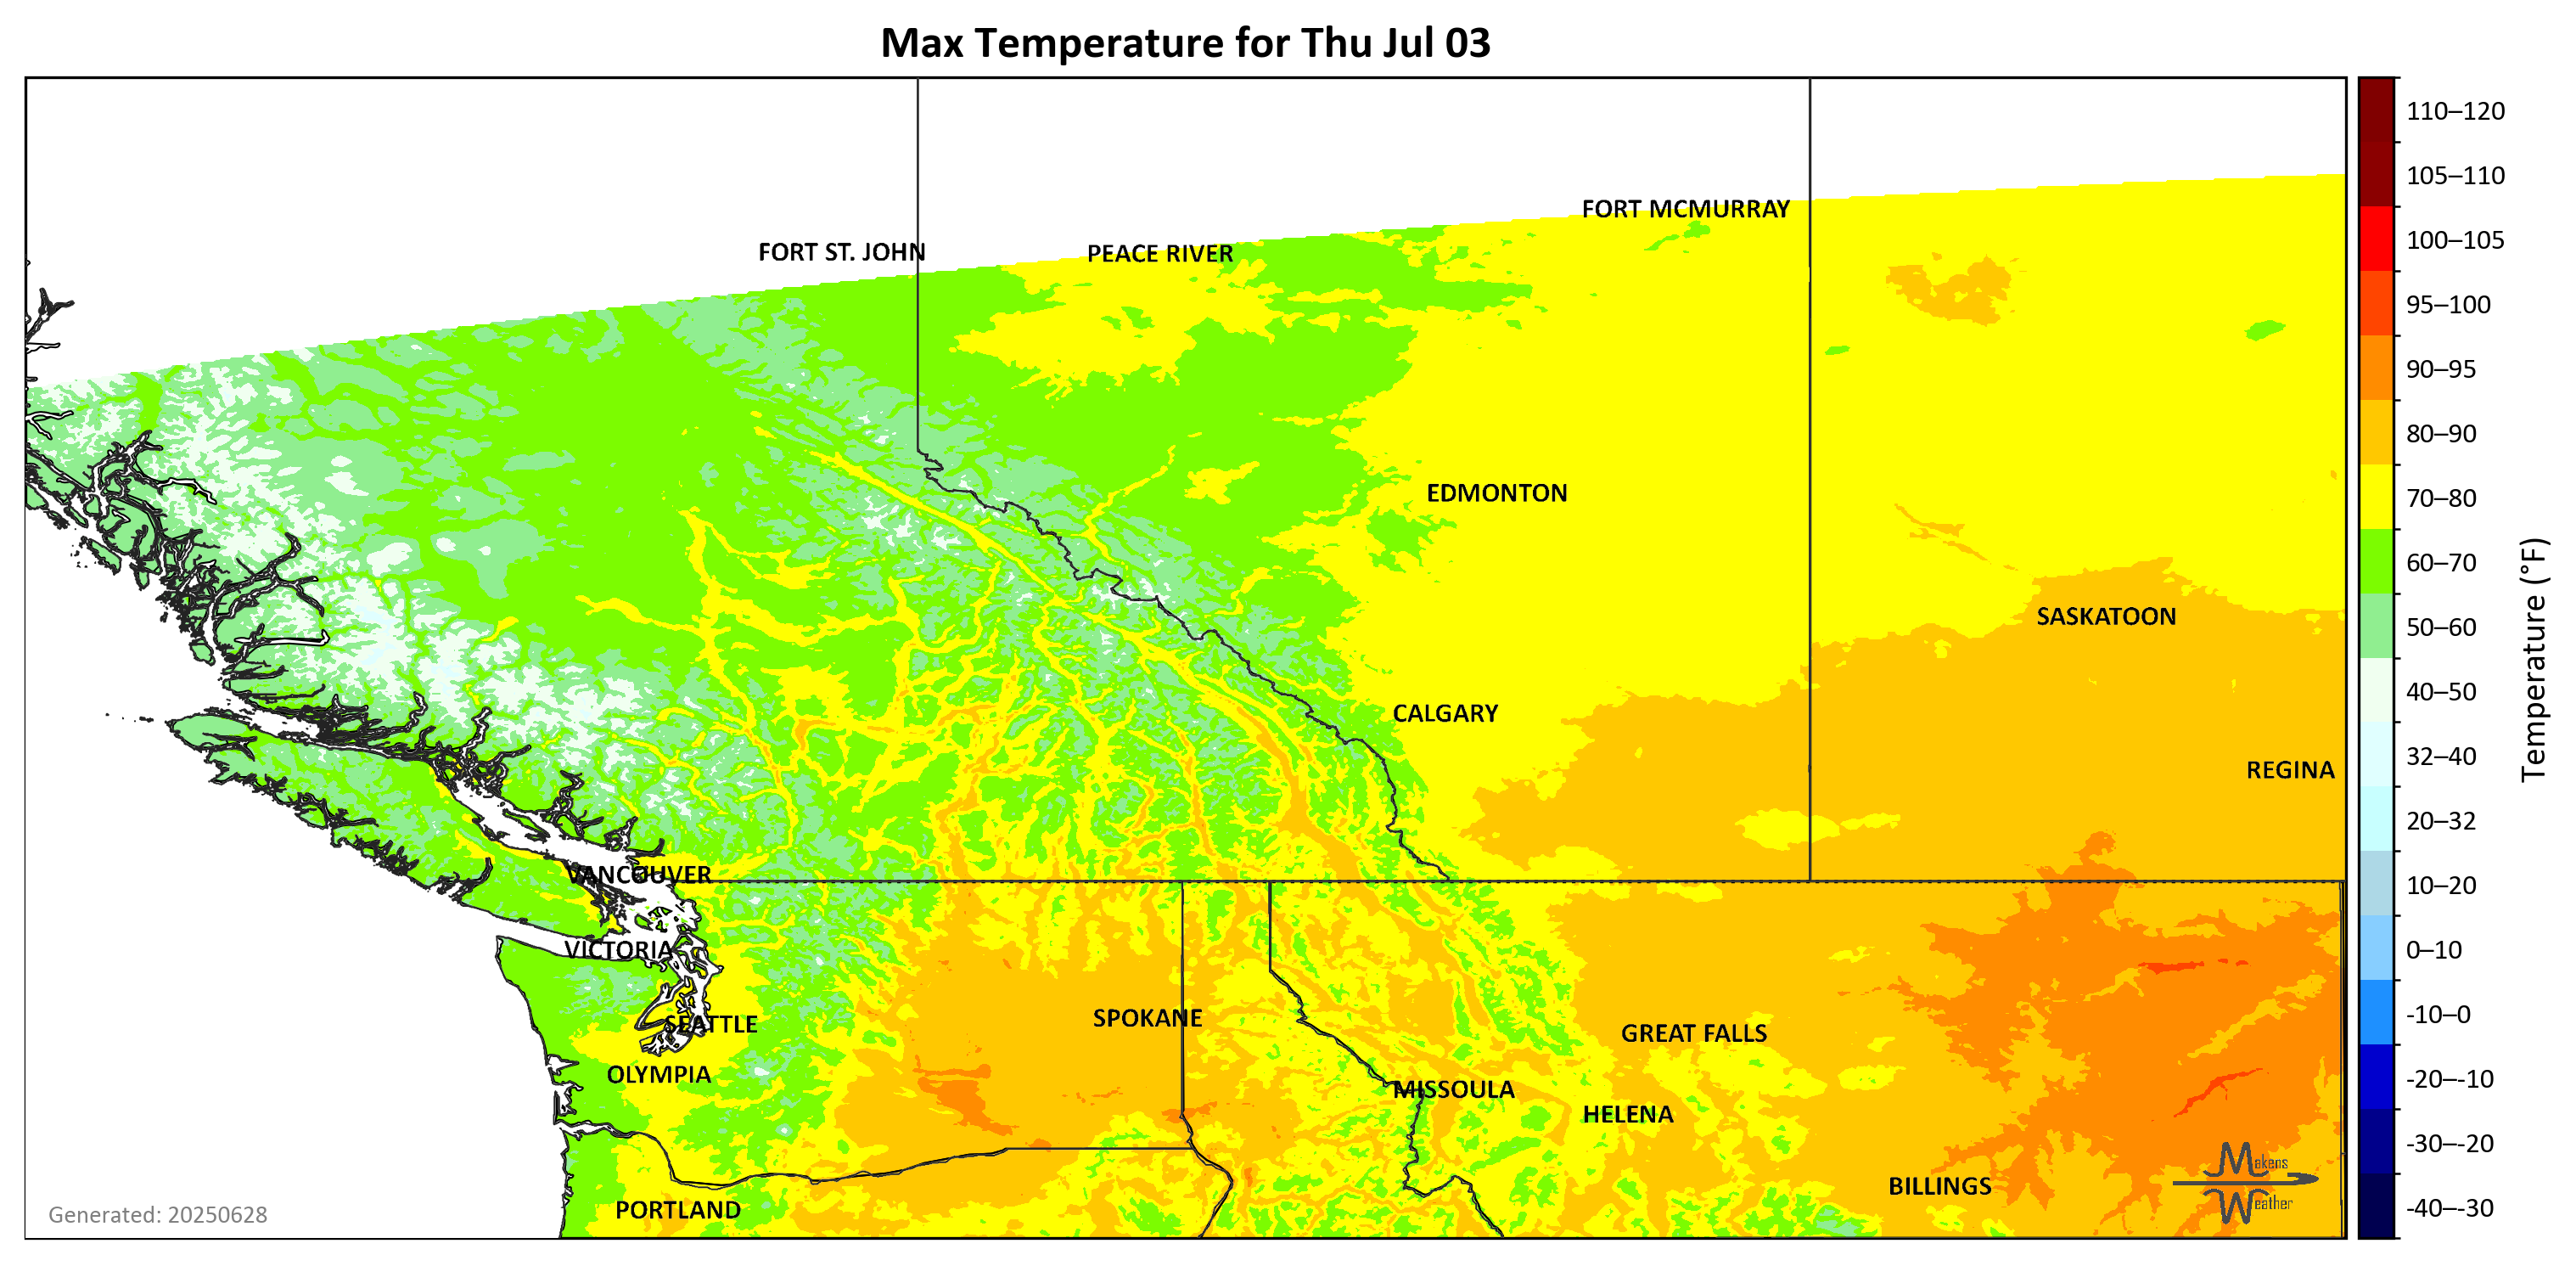 Max Temperature for Thu Jul 03
110–120
105–110
FORT MCMURRAY
100–105
FORT ST. JOHN
PEACE RIVER
95–100
90–95
80–90
EDMONTON
70–80
60–70
SASKATOON
50–60
40–50
CALGARY
32–40
REGINA
Temperature (°F)
20–32
VANCOUVER
10–20
VICTORIA
0–10
SPOKANE
SEATTLE
GREAT FALLS
-10–0
OLYMPIA
MISSOULA
-20–-10
HELENA
-30–-20
Makens
Weather
BILLINGS
PORTLAND
-40–-30
Generated: 20250628